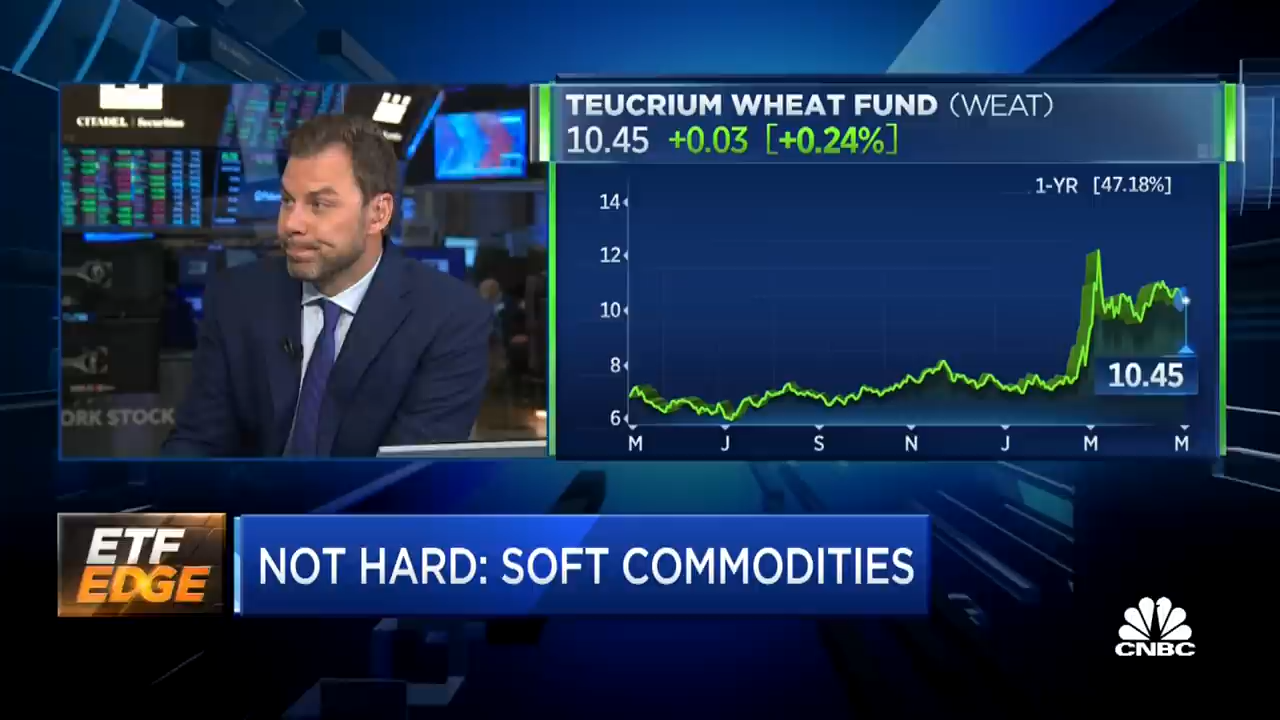 CITADEL | Securities
ORK STOCK
TEUCRIUM WHEAT FUND (WEAT)
10.45 +0.03 [+0.24%]
1-YR [47.18%]
14
12
10
8
6
10.45
M J S N J M M
ETF
EDGE
NOT HARD: SOFT COMMODITIES
CNBC